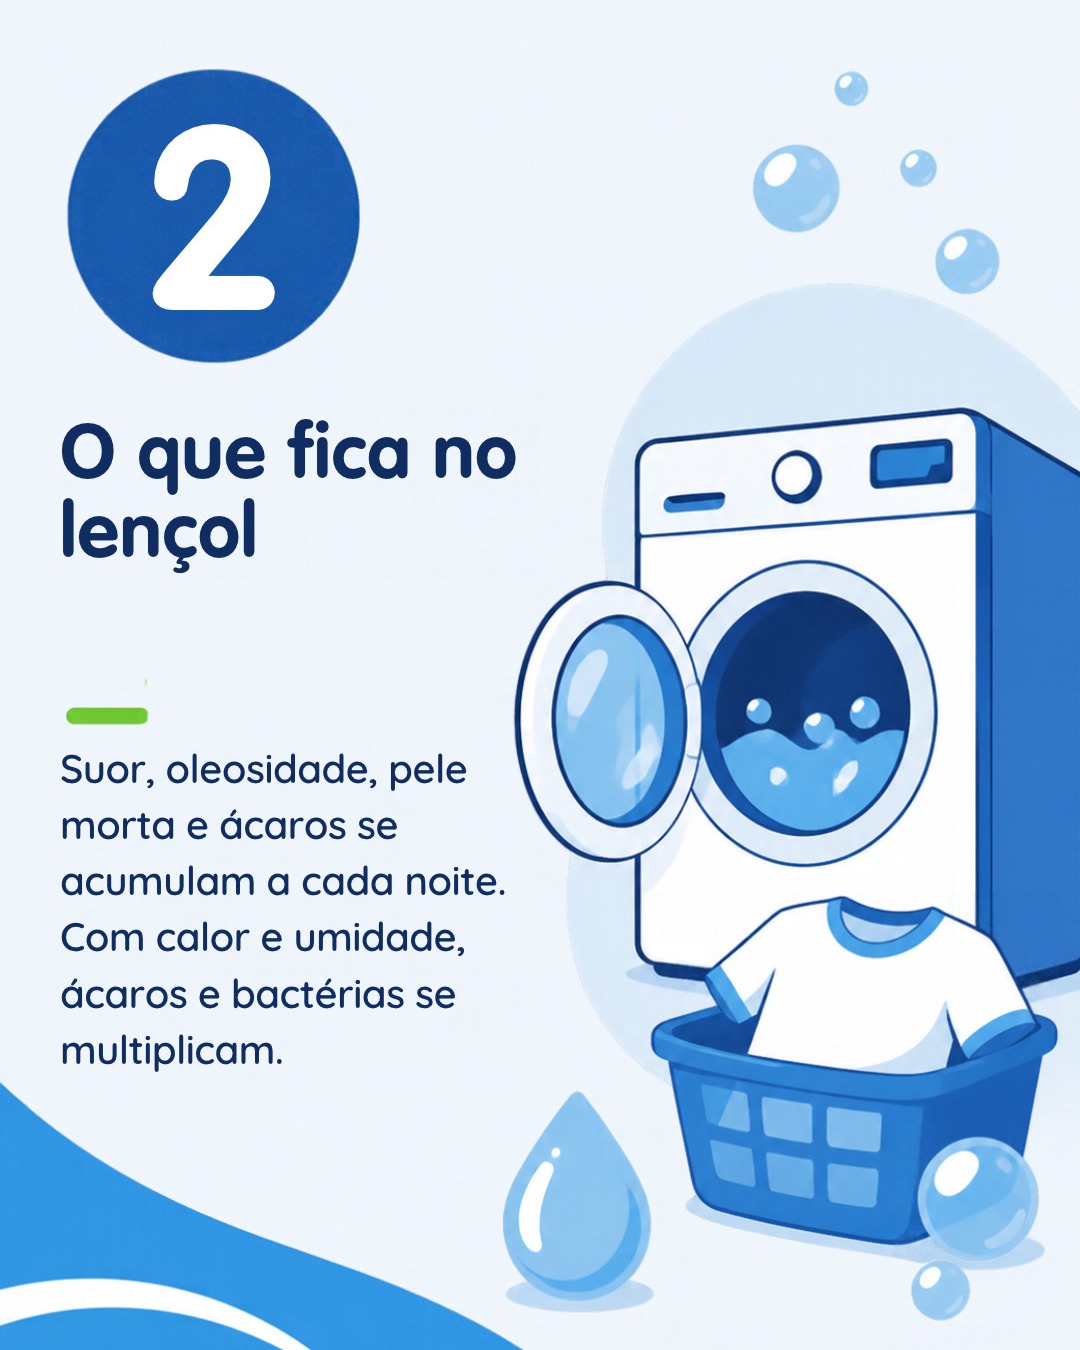 2
O que fica no
lençol
Suor, oleosidade, pele
morta e ácaros se
acumulam a cada noite.
Com calor e umidade,
ácaros e bactérias se
multiplicam.